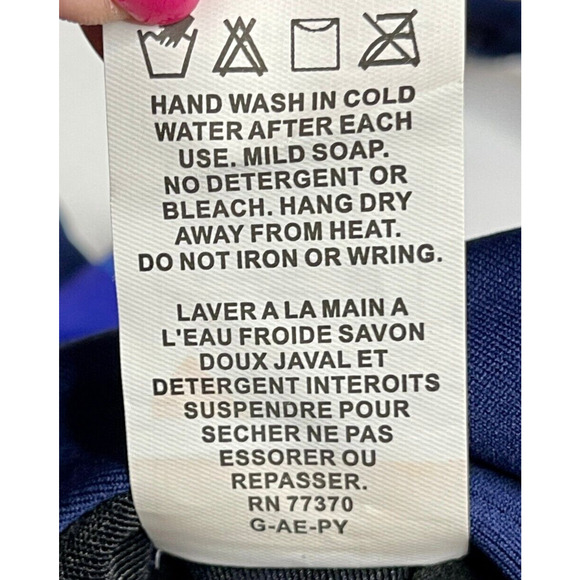 HAND WASH IN COLD
WATER AFTER EACH
USE. MILD SOAP.
NO DETERGENT OR
BLEACH. HANG DRY
AWAY FROM HEAT.
DO NOT IRON OR WRING.
LAVER A LA MAIN A
L'EAU FROIDE SAVON
DOUX JAVAL ET
DETERGENT INTEROITS
SUSPENDRE POUR
SECHER NE PAS
ESSORER OU
REPASSER.
RN 77370
G-AE-PY